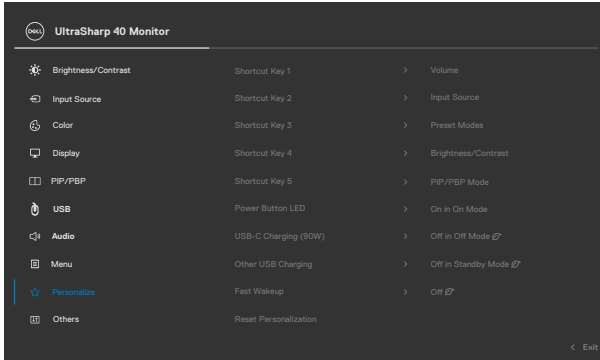 DELL UltraSharp 40 Monitor
Brightness/Contrast Shortcut Key 1 > Volume
Input Source Shortcut Key 2 > Input Source
Color Shortcut Key 3 > Preset Modes
Display Shortcut Key 4 > Brightness/Contrast
PIP/PBP Shortcut Key 5 > PIP/PBP Mode
USB Power Button LED > On in On Mode
Audio USB-C Charging (90W) > Off in Off Mode
Menu Other USB Charging > Off in Standby Mode
Personalize Fast Wakeup > Off
Others Reset Personalization
< Exit